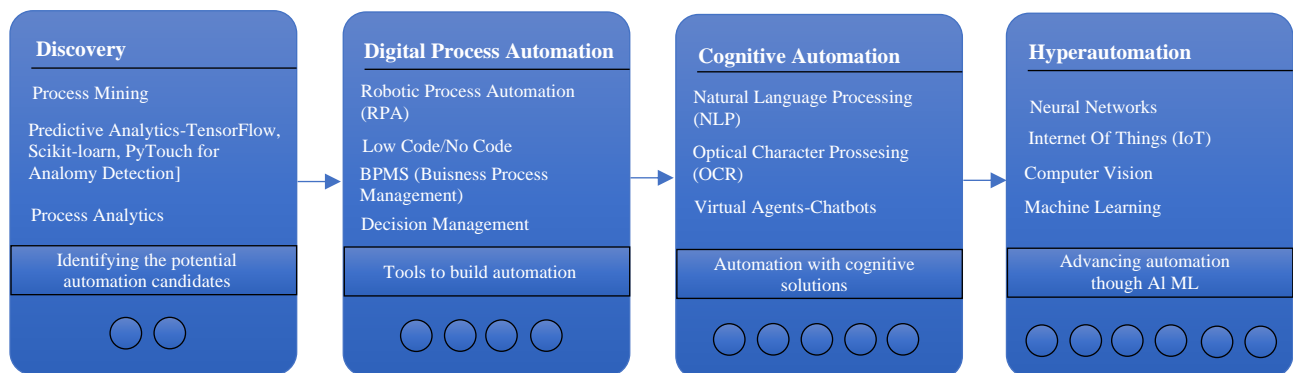 Discovery
Process Mining
Predictive Analytics-TensorFlow,
Scikit-loarn, PyTouch for
Analomy Detection]
Process Analytics
Identifying the potential
automation candidates
Digital Process Automation
Robotic Process Automation
(RPA)
Low Code/No Code
BPMS (Buisness Process
Management)
Decision Management
Tools to build automation
Cognitive Automation
Natural Language Processing
(NLP)
Optical Character Prossesing
(OCR)
Virtual Agents-Chatbots
Automation with cognitive
solutions
Hyperautomation
Neural Networks
Internet Of Things (IoT)
Computer Vision
Machine Learning
Advancing automation
though Al ML